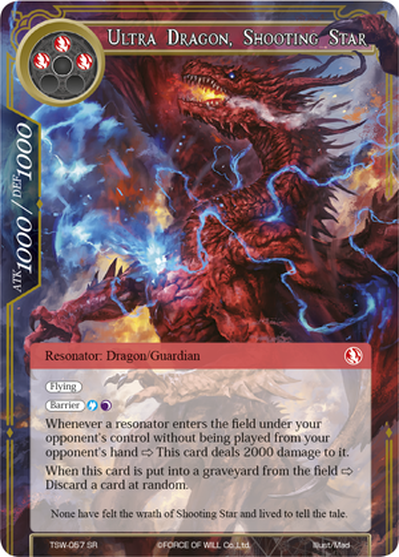 ULTRA DRAGON, SHOOTING STAR
ATK 1000 / DEF 1000
Resonator: Dragon/Guardian
Flying
Barrier
Whenever a resonator enters the field under your
opponent's control without being played from your
opponent's hand ⇨ This card deals 2000 damage to it.
When this card is put into a graveyard from the field ⇨
Discard a card at random.
None have felt the wrath of Shooting Star and lived to tell the tale.
TSW-057 SR ©FORCE OF WILL Co.,Ltd. Illust/Mad